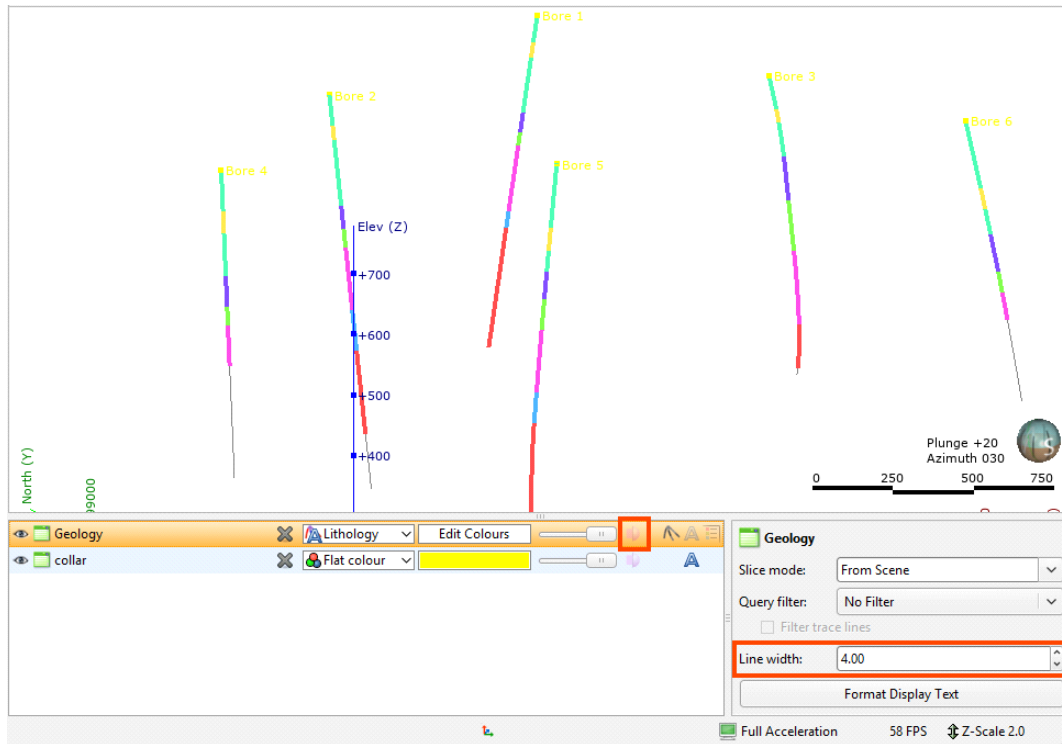 Bore 1
Bore 2
Bore 3
Bore 6
Bore 4
Bore 5
Elev (Z)
+700
+600
+500
+400
North (Y)
99000
Plunge +20
Azimuth 030
S
0 250 500 750
Geology
Lithology
Edit Colours
collar
Flat colour
Geology
Slice mode: From Scene
Query filter: No Filter
Filter trace lines
Line width: 4.00
Format Display Text
Full Acceleration 58 FPS Z-Scale 2.0